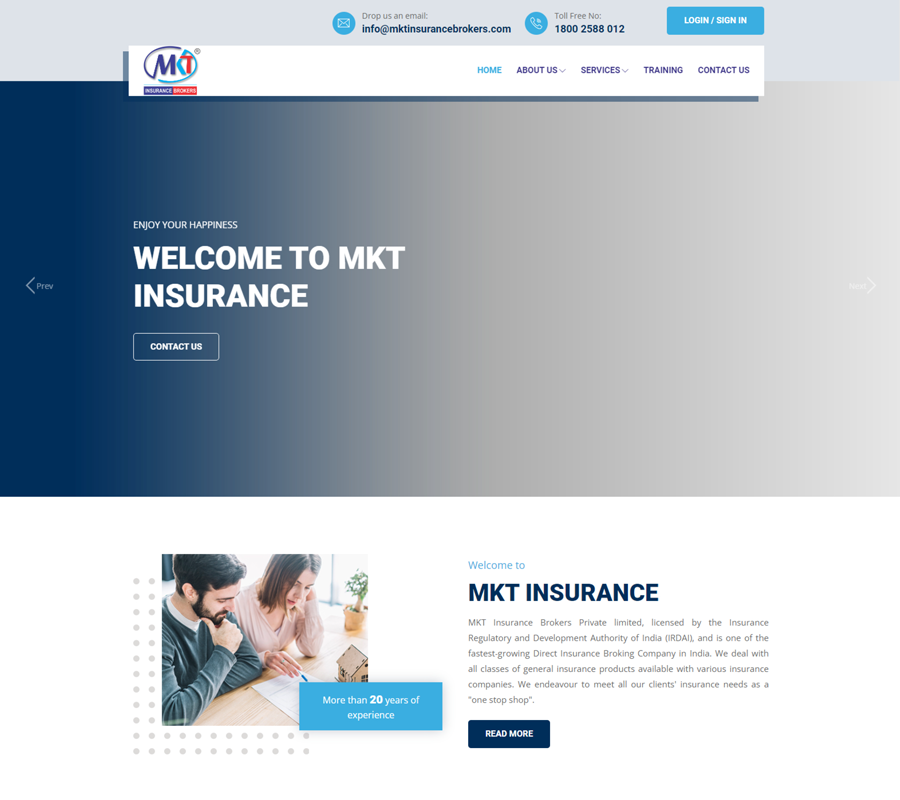 Drop us an email:
info@mktinsurancebrokers.com
Toll Free No:
1800 2588 012
LOGIN / SIGN IN
MKT ®
INSURANCE BROKERS
HOME
ABOUT US
SERVICES
TRAINING
CONTACT US
ENJOY YOUR HAPPINESS
WELCOME TO MKT
INSURANCE
CONTACT US
Prev
Next
More than 20 years of
experience
Welcome to
MKT INSURANCE
MKT Insurance Brokers Private limited, licensed by the Insurance
Regulatory and Development Authority of India (IRDAI), and is one of the
fastest-growing Direct Insurance Broking Company in India. We deal with
all classes of general insurance products available with various insurance
companies. We endeavour to meet all our clients' insurance needs as a
"one stop shop".
READ MORE